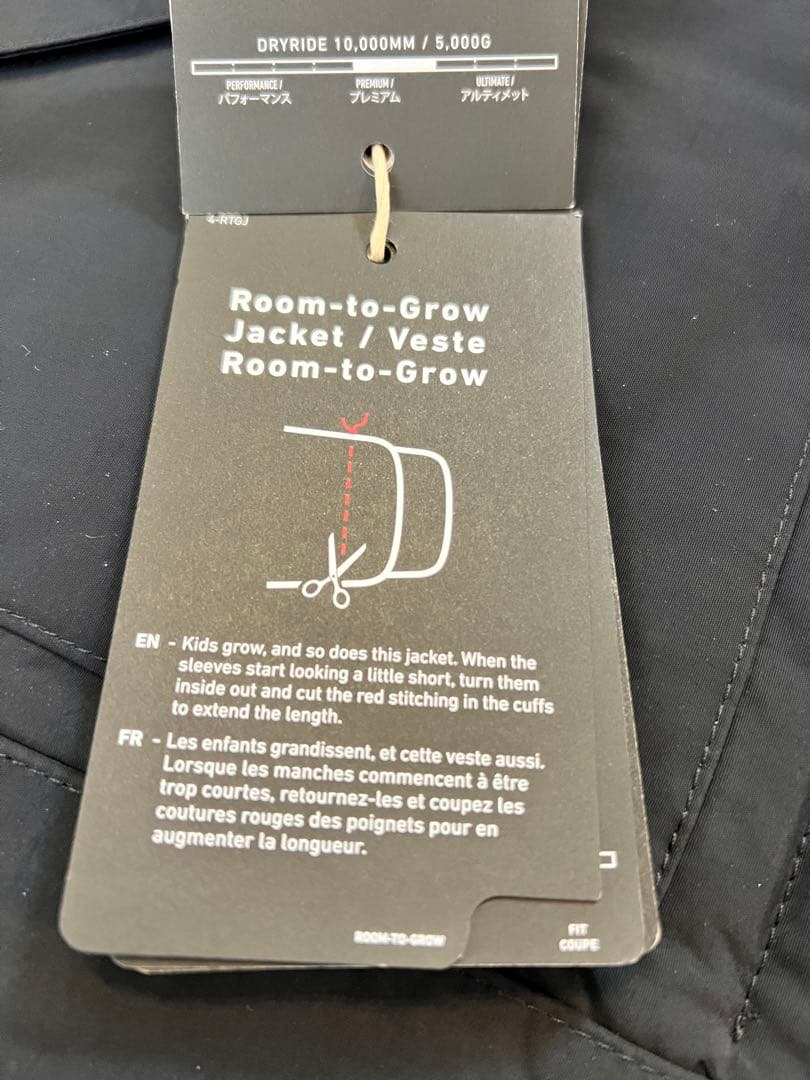 DRYRIDE 10,000MM / 5,000G
PERFORMANCE / PREMIUM / ULTIMATE /
パフォーマンス プレミアム アルティメット
4-RTGJ
Room-to-Grow
Jacket / Veste
Room-to-Grow
EN - Kids grow, and so does this jacket. When the
sleeves start looking a little short, turn them
inside out and cut the red stitching in the cuffs
to extend the length.
FR - Les enfants grandissent, et cette veste aussi.
Lorsque les manches commencent à être
trop courtes, retournez-les et coupez les
coutures rouges des poignets pour en
augmenter la longueur.
ROOM-TO-GROW
FIT
COUPE